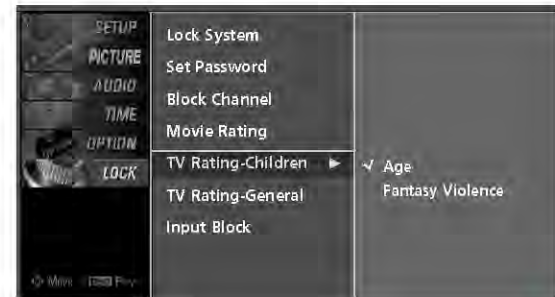 SETUP
PICTURE
AUDIO
TIME
OPTION
LOCK
Lock System
Set Password
Block Channel
Movie Rating
TV Rating-Children ►
TV Rating-General
Input Block
✓ Age
Fantasy Violence
Move